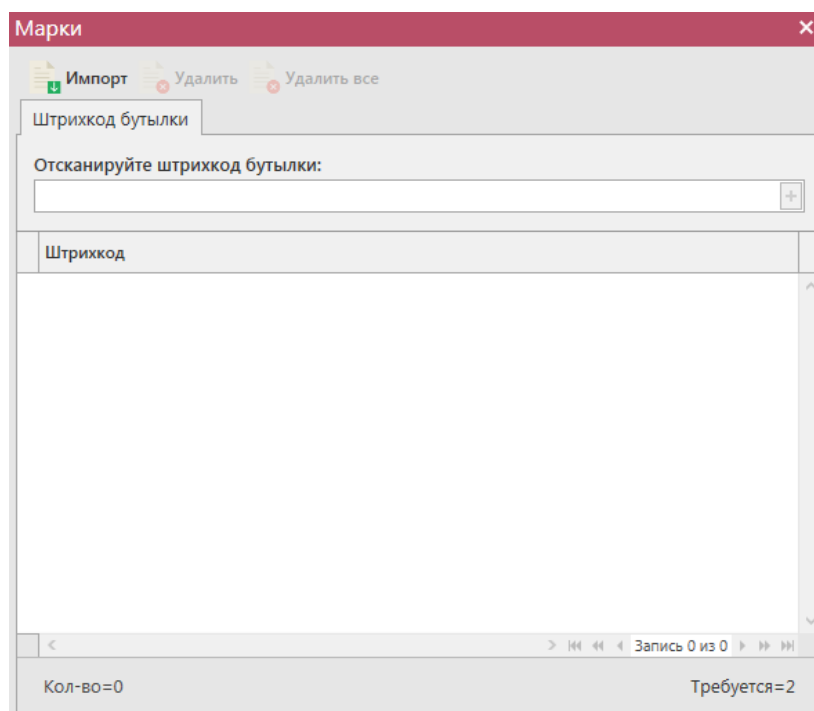 Марки
Импорт Удалить Удалить все
Штрихкод бутылки
Отсканируйте штрихкод бутылки:
Штрихкод
Запись 0 из 0
Кол-во=0 Требуется=2